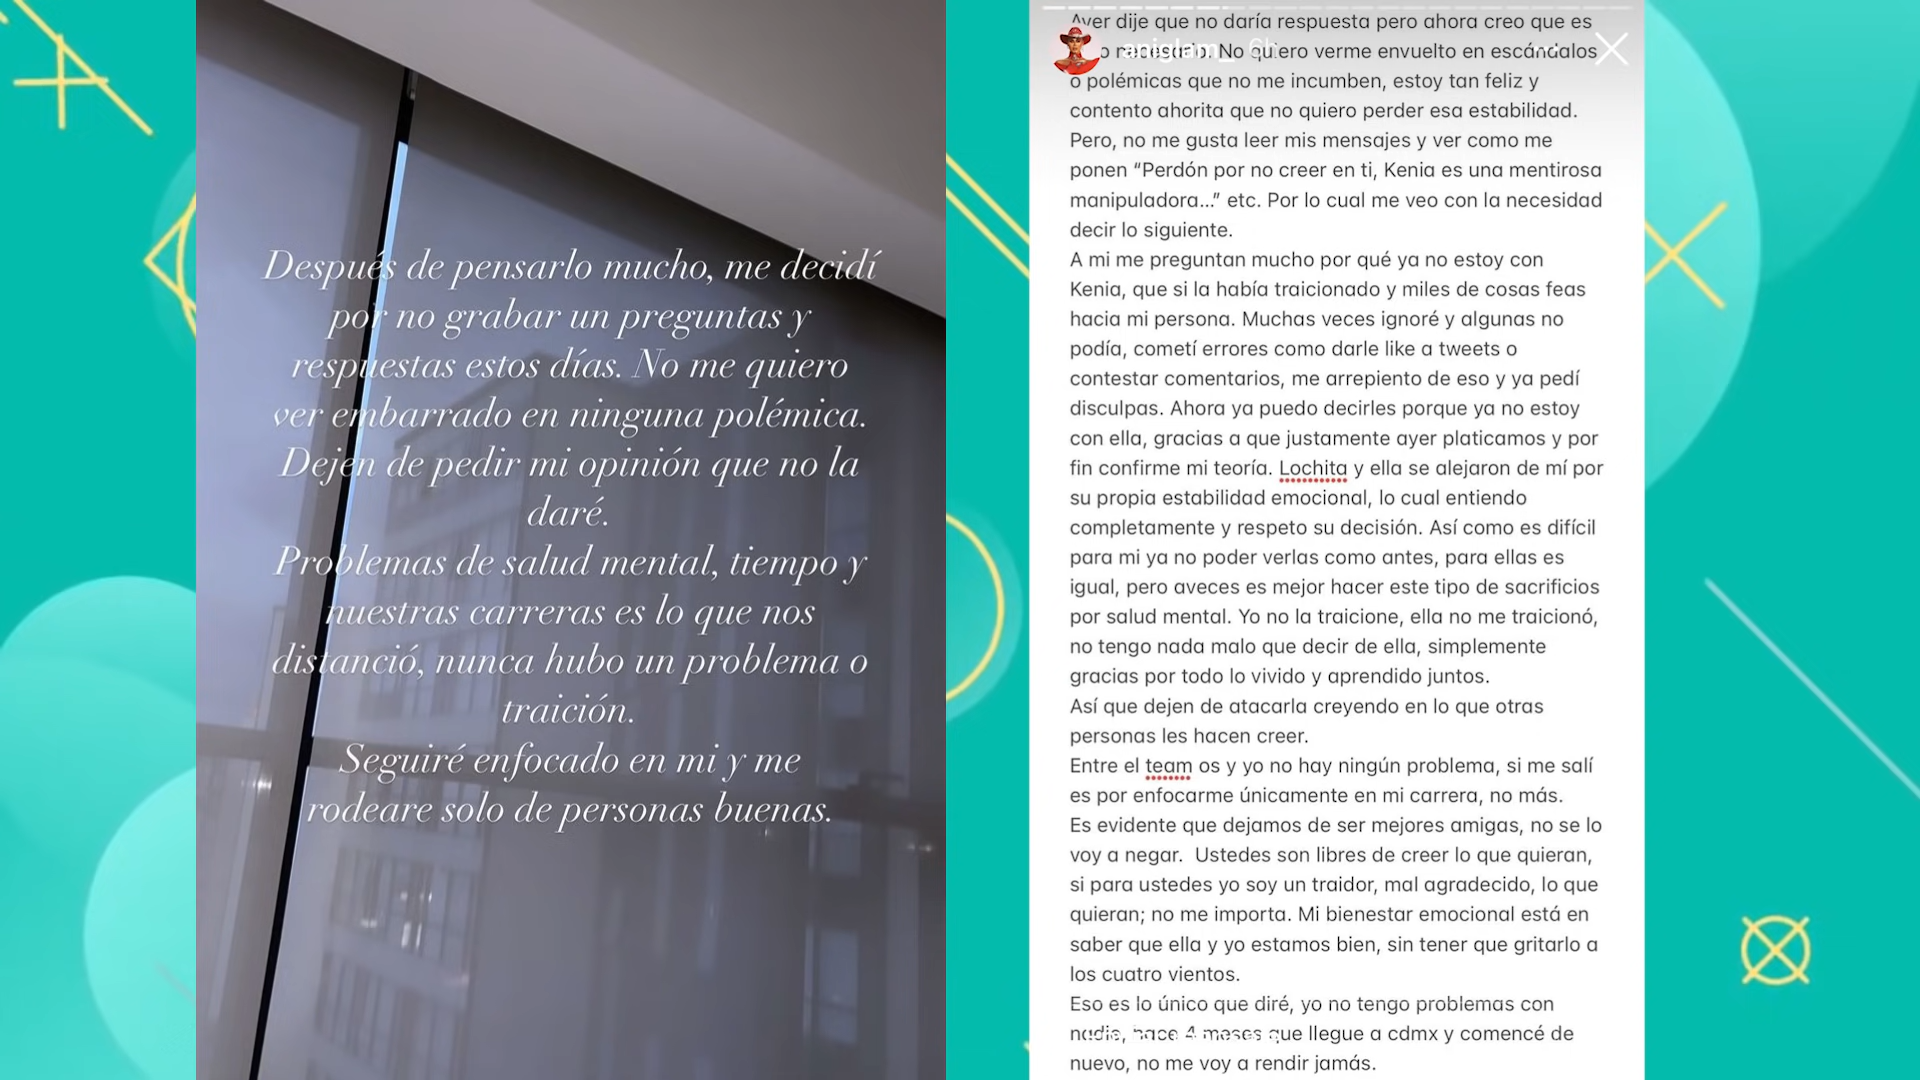 Después de pensarlo mucho, me decidí
por no grabar un preguntas y
respuestas estos días. No me quiero
ver embarrado en ninguna polémica.
Dejen de pedir mi opinión que no la
daré.
Problemas de salud mental, tiempo y
nuestras carreras es lo que nos
distanció, nunca hubo un problema o
traición.
Seguiré enfocado en mi y me
rodeare solo de personas buenas.
Ayer dije que no daría respuesta pero ahora creo que es
No quiero verme envuelto en escándalos
6h
o polémicas que no me incumben, estoy tan feliz y
contento ahorita que no quiero perder esa estabilidad.
Pero, no me gusta leer mis mensajes y ver como me
ponen “Perdón por no creer en ti, Kenia es una mentirosa
manipuladora...” etc. Por lo cual me veo con la necesidad
decir lo siguiente.
A mi me preguntan mucho por qué ya no estoy con
Kenia, que si la había traicionado y miles de cosas feas
hacia mi persona. Muchas veces ignoré y algunas no
podía, cometí errores como darle like a tweets o
contestar comentarios, me arrepiento de eso y ya pedí
disculpas. Ahora ya puedo decirles porque ya no estoy
con ella, gracias a que justamente ayer platicamos y por
fin confirme mi teoría. Lochita y ella se alejaron de mí por
su propia estabilidad emocional, lo cual entiendo
completamente y respeto su decisión. Así como es difícil
para mi ya no poder verlas como antes, para ellas es
igual, pero aveces es mejor hacer este tipo de sacrificios
por salud mental. Yo no la traicione, ella no me traicionó,
no tengo nada malo que decir de ella, simplemente
gracias por todo lo vivido y aprendido juntos.
Así que dejen de atacarla creyendo en lo que otras
personas les hacen creer.
Entre el team os y yo no hay ningún problema, si me salí
es por enfocarme únicamente en mi carrera, no más.
Es evidente que dejamos de ser mejores amigas, no se lo
voy a negar.  Ustedes son libres de creer lo que quieran,
si para ustedes yo soy un traidor, mal agradecido, lo que
quieran; no me importa. Mi bienestar emocional está en
saber que ella y yo estamos bien, sin tener que gritarlo a
los cuatro vientos.
Eso es lo único que diré, yo no tengo problemas con
nadie, hace 4 meses que llegue a cdmx y comencé de
nuevo, no me voy a rendir jamás.